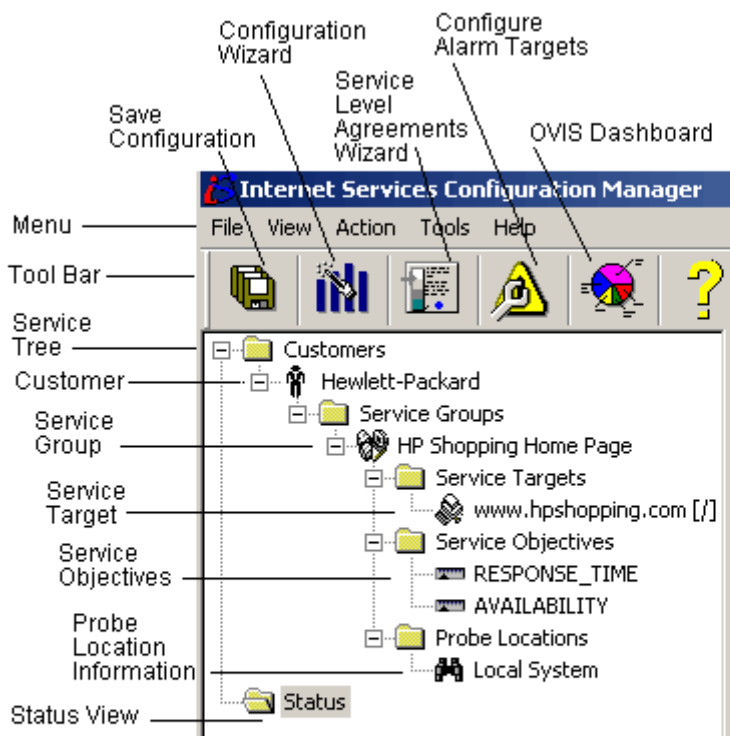 Configuration
Wizard
Configure
Alarm Targets
Service
Level
Agreements
Wizard
Save
Configuration
OVIS Dashboard
Internet Services Configuration Manager
Menu
File View Action Tools Help
Tool Bar
?
Service
Tree
Customers
Customer
Hewlett-Packard
Service Groups
Service
Group
HP Shopping Home Page
Service Targets
Service
Target
www.hpshopping.com [/]
Service Objectives
Service
Objectives
RESPONSE_TIME
AVAILABILITY
Probe
Location
Information
Probe Locations
Local System
Status View
Status